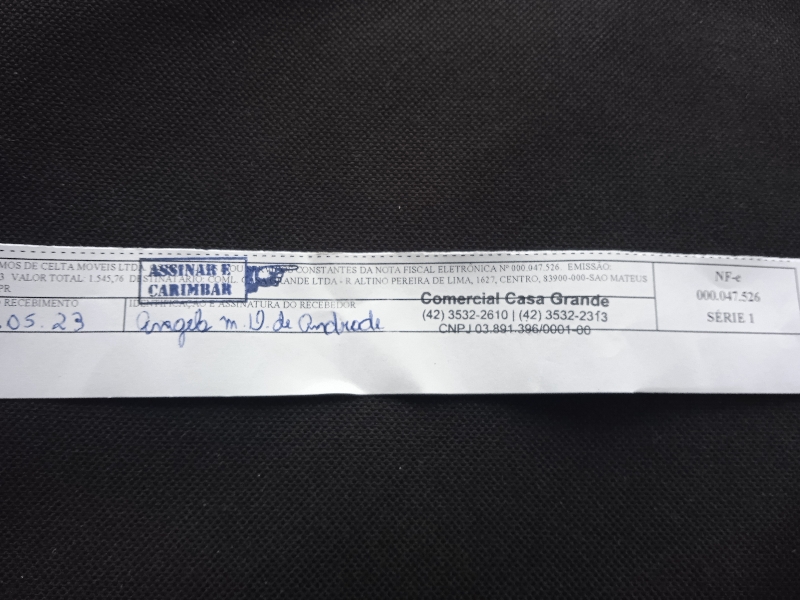 MOS DE CELTA MOVEIS LTDA OU CONSTANTES DA NOTA FISCAL ELETRÔNICA Nº 000.047.526. EMISSÃO:
3 VALOR TOTAL: 1.545,76 DESTINATÁRIO: COML. GRANDE LTDA - R ALTINO PEREIRA DE LIMA, 1627, CENTRO, 83900-000-SAO MATEUS
PR
ASSINAR E
CARIMBAR
O RECEBIMENTO
.05.23
IDENTIFICAÇÃO E ASSINATURA DO RECEBEDOR
Angela M. D. de Andrade
Comercial Casa Grande
(42) 3532-2610 | (42) 3532-2313
CNPJ 03.891.396/0001-00
NF-e
000.047.526
SÉRIE 1